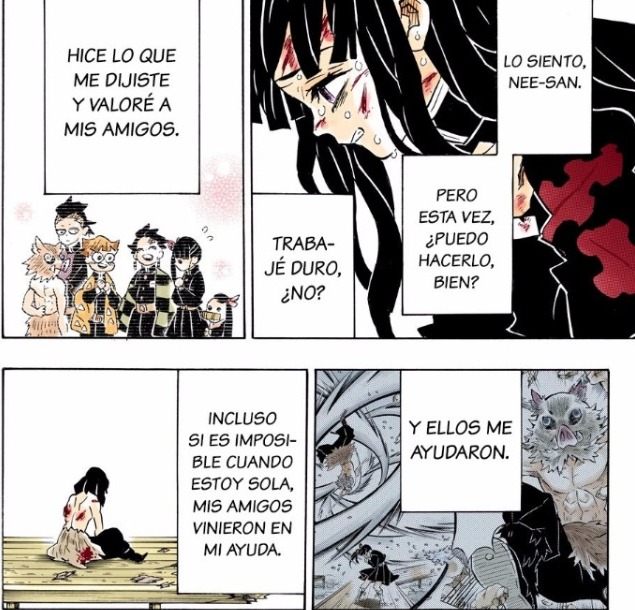 LO SIENTO,
NEE-SAN.
PERO
ESTA VEZ,
¿PUEDO
HACERLO,
BIEN?
TRABA-
JÉ DURO,
¿NO?
HICE LO QUE
ME DIJISTE
Y VALORÉ A
MIS AMIGOS.
Y ELLOS ME
AYUDARON.
INCLUSO
SI ES IMPOSI-
BLE CUANDO
ESTOY SOLA,
MIS AMIGOS
VINIERON EN
MI AYUDA.